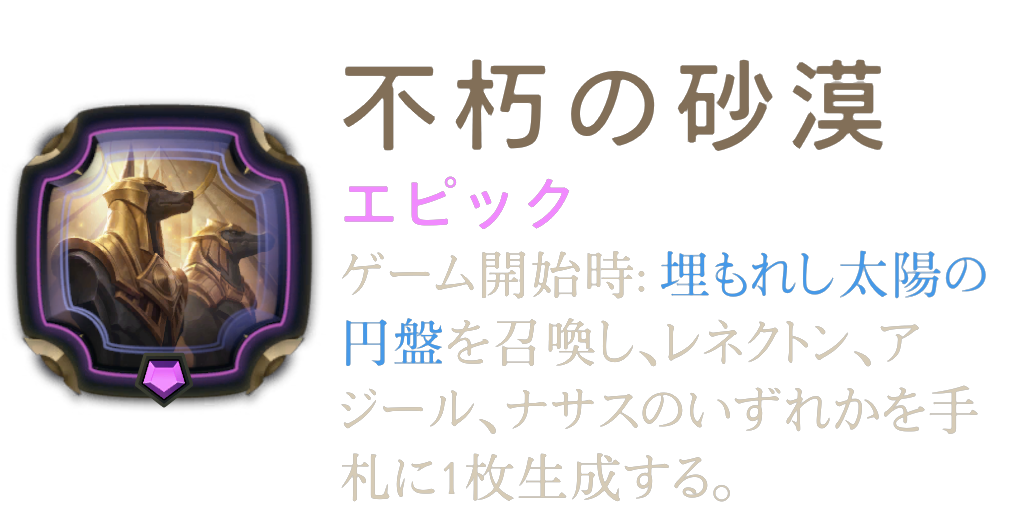 不朽の砂漠
エピック
ゲーム開始時: 埋もれし太陽の
円盤を召喚し、レネクトン、ア
ジール、ナサスのいずれかを手
札に1枚生成する。